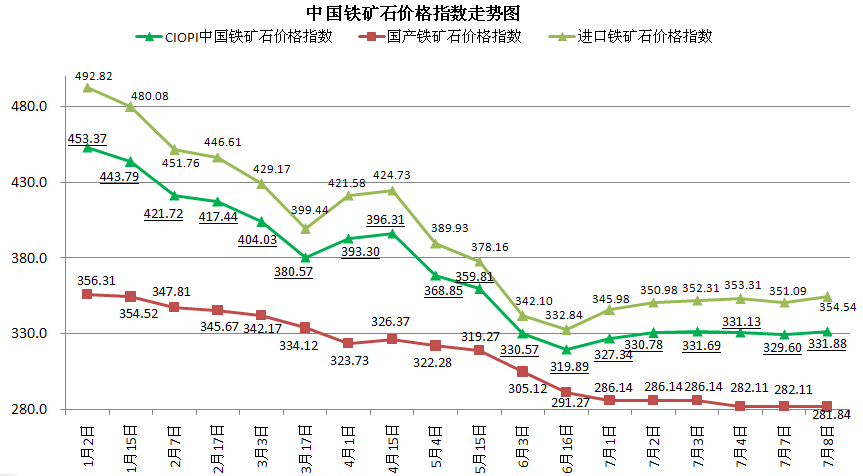 中国铁矿石价格指数走势图
CIOPI中国铁矿石价格指数 国产铁矿石价格指数 进口铁矿石价格指数
480.0
430.0
380.0
330.0
280.0
492.82
480.08
451.76
446.61
429.17
399.44
421.58
424.73
389.93
378.16
342.10
332.84
345.98
350.98
352.31
353.31
351.09
354.54
453.37
443.79
421.72
417.44
404.03
380.57
393.30
396.31
368.85
359.81
330.57
319.89
327.34
330.78
331.69
331.13
329.60
331.88
356.31
354.52
347.81
345.67
342.17
334.12
323.73
326.37
322.28
319.27
305.12
291.27
286.14
286.14
286.14
282.11
282.11
281.84
1月2日
1月15日
2月7日
2月17日
3月3日
3月17日
4月1日
4月15日
5月4日
5月15日
6月3日
6月16日
7月1日
7月2日
7月3日
7月4日
7月7日
7月8日